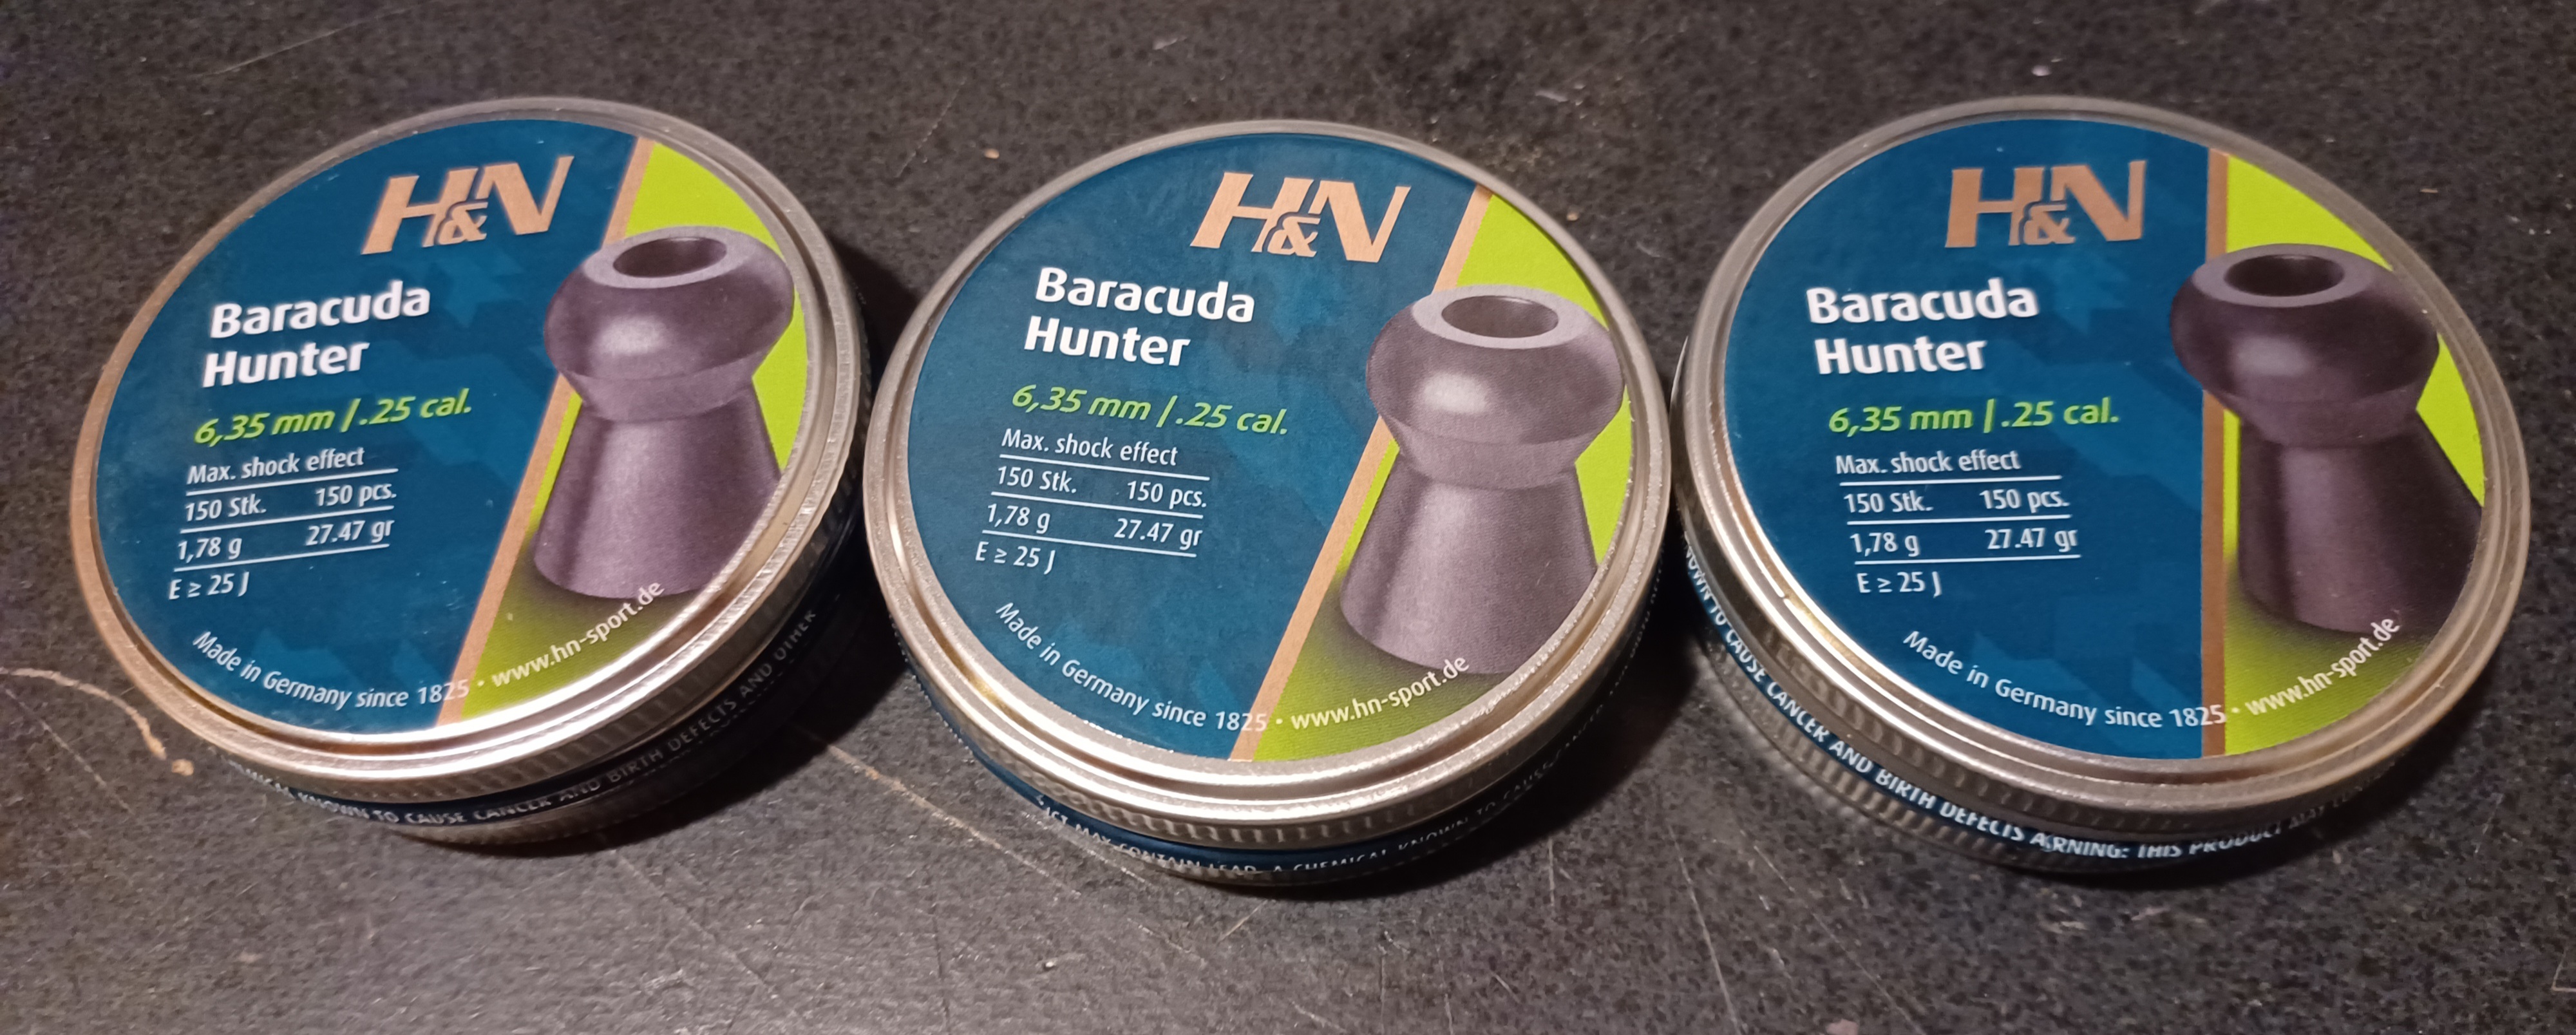 H&N
Baracuda
Hunter
6,35 mm | .25 cal.
Max. shock effect
150 Stk. 150 pcs.
1,78 g 27.47 gr
E ≥ 25 J
Made in Germany since 1825 • www.hn-sport.de
KNOWN TO CAUSE CANCER AND BIRTH DEFECTS AND OTHER
H&N
Baracuda
Hunter
6,35 mm | .25 cal.
Max. shock effect
150 Stk. 150 pcs.
1,78 g 27.47 gr
E ≥ 25 J
Made in Germany since 1825 • www.hn-sport.de
MAY CONTAIN LEAD, A CHEMICAL KNOWN TO CAUSE
H&N
Baracuda
Hunter
6,35 mm | .25 cal.
Max. shock effect
150 Stk. 150 pcs.
1,78 g 27.47 gr
E ≥ 25 J
Made in Germany since 1825 • www.hn-sport.de
TO CAUSE CANCER AND BIRTH DEFECTS A RNING: THIS PRODUCT MAY